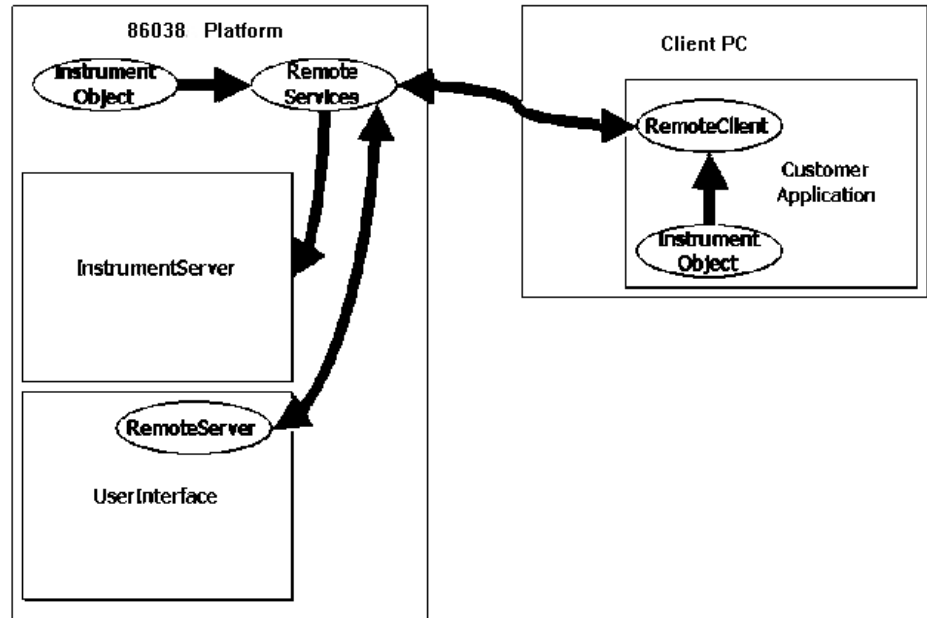 86038 Platform
Instrument
Object
Remote
Services
InstrumentServer
RemoteServer
UserInterface
Client PC
RemoteClient
Customer
Application
Instrument
Object